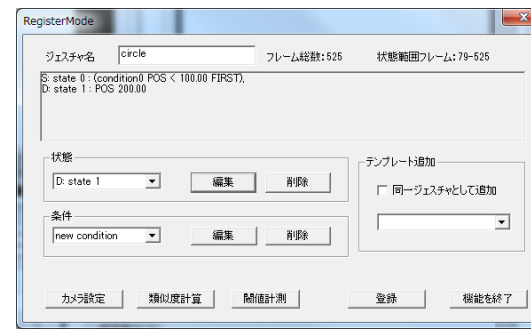 RegisterMode
ジェスチャ名 circle フレーム総数: 525 状態範囲フレーム: 79-525
S: state 0 : (condition0 POS < 100.00 FIRST),
D: state 1 : POS 200.00
状態
D: state 1 編集 削除
テンプレート追加
同一ジェスチャとして追加
条件
new condition 編集 削除
カメラ設定 類似度計算 閾値計測 登録 機能を終了